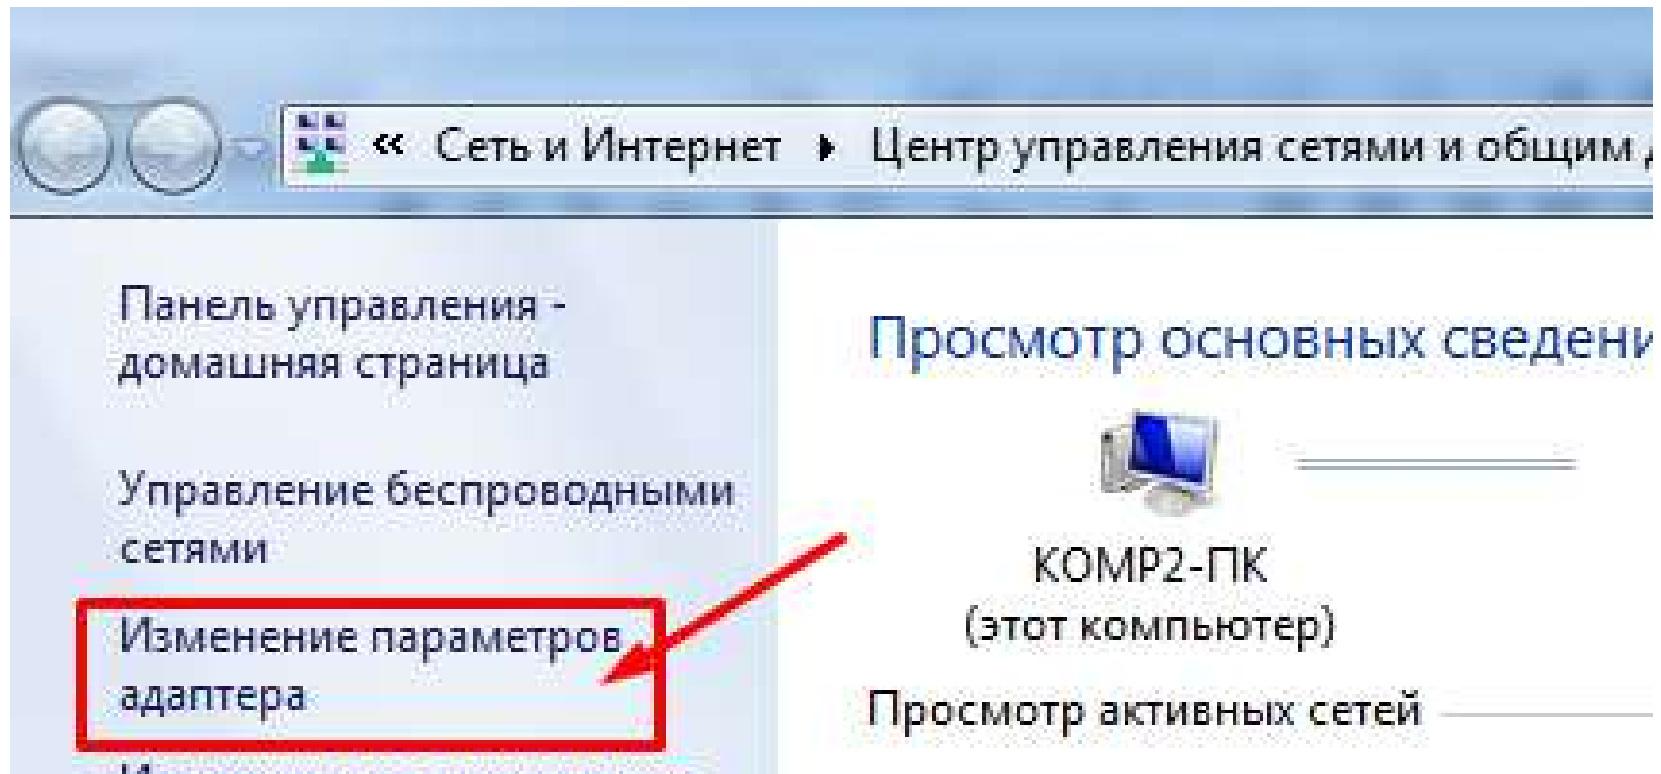 « Сеть и Интернет ▸ Центр управления сетями и общим
Панель управления -
домашняя страница
Просмотр основных сведени
Управление беспроводными
сетями
Изменение параметров
адаптера
КОМP2-ПК
(этот компьютер)
Просмотр активных сетей